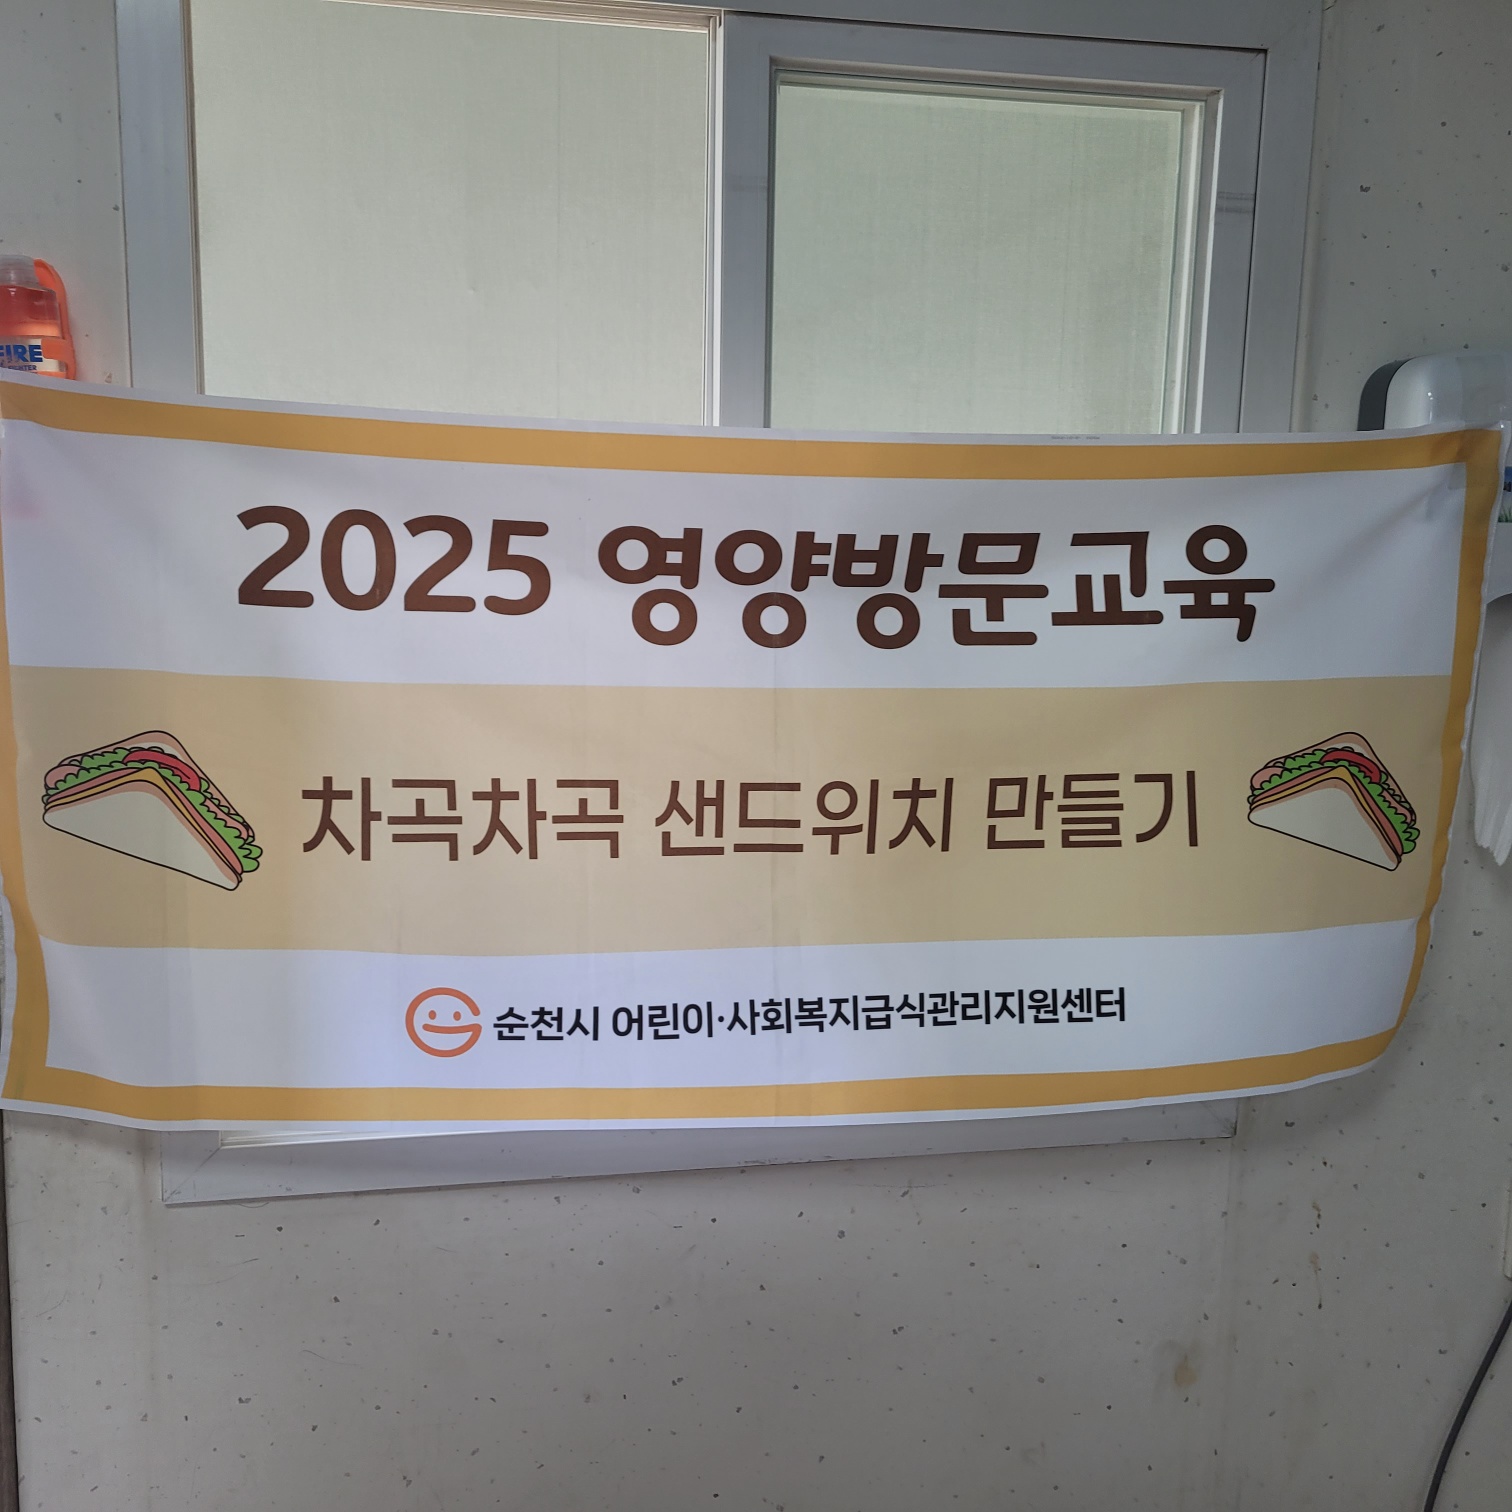 FIRE
2025 영양방문교육
차곡차곡 샌드위치 만들기
순천시 어린이·사회복지급식관리지원센터